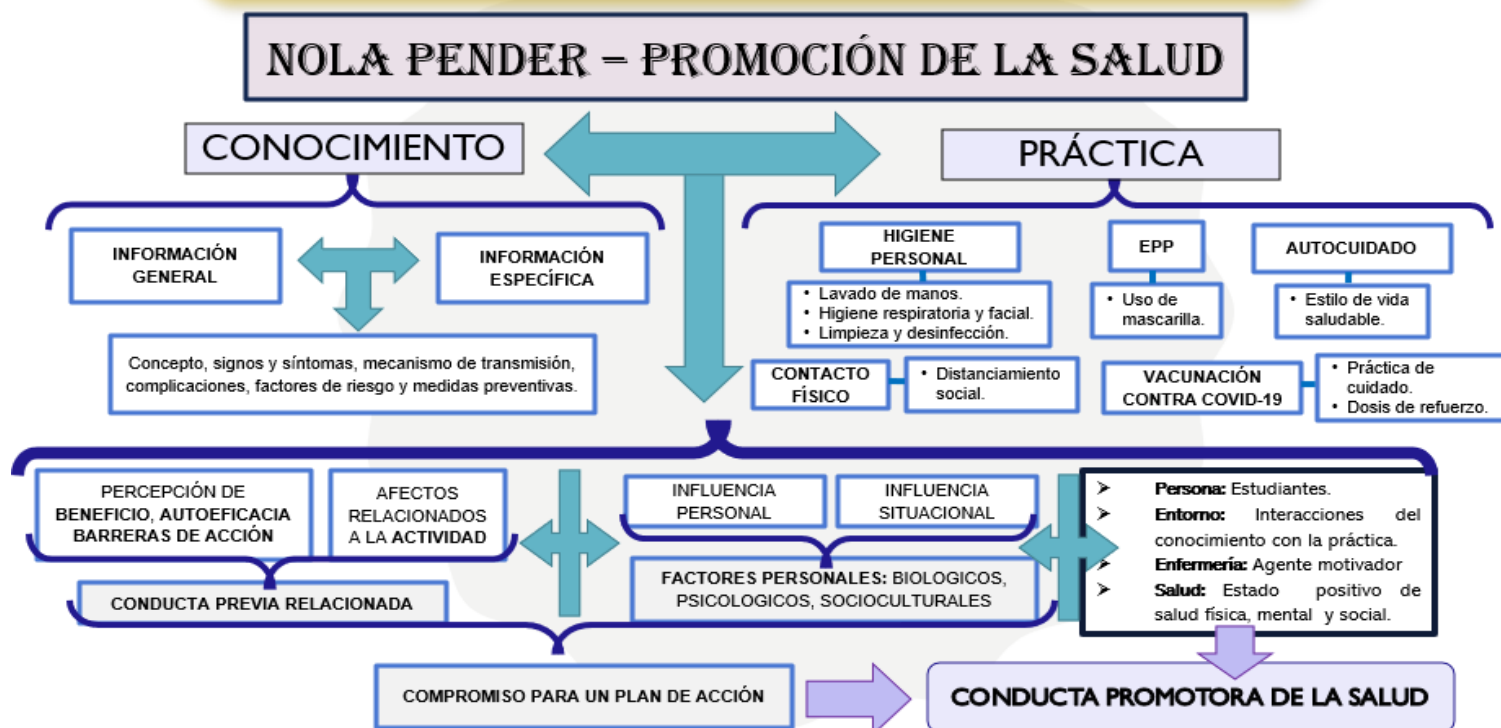 NOLA PENDER – PROMOCIÓN DE LA SALUD
CONOCIMIENTO
PRÁCTICA
INFORMACIÓN
GENERAL
INFORMACIÓN
ESPECÍFICA
Concepto, signos y síntomas, mecanismo de transmisión,
complicaciones, factores de riesgo y medidas preventivas.
HIGIENE
PERSONAL
• Lavado de manos.
• Higiene respiratoria y facial.
• Limpieza y desinfección.
EPP
• Uso de
mascarilla.
AUTOCUIDADO
• Estilo de vida
saludable.
CONTACTO
FÍSICO
• Distanciamiento
social.
VACUNACIÓN
CONTRA COVID-19
• Práctica de
cuidado.
• Dosis de refuerzo.
PERCEPCIÓN DE
BENEFICIO, AUTOEFICACIA
BARRERAS DE ACCIÓN
AFECTOS
RELACIONADOS
A LA ACTIVIDAD
CONDUCTA PREVIA RELACIONADA
INFLUENCIA
PERSONAL
INFLUENCIA
SITUACIONAL
FACTORES PERSONALES: BIOLOGICOS,
PSICOLOGICOS, SOCIOCULTURALES
➢ Persona: Estudiantes.
➢ Entorno: Interacciones del
conocimiento con la práctica.
➢ Enfermería: Agente motivador
➢ Salud: Estado positivo de
salud física, mental y social.
COMPROMISO PARA UN PLAN DE ACCIÓN
CONDUCTA PROMOTORA DE LA SALUD